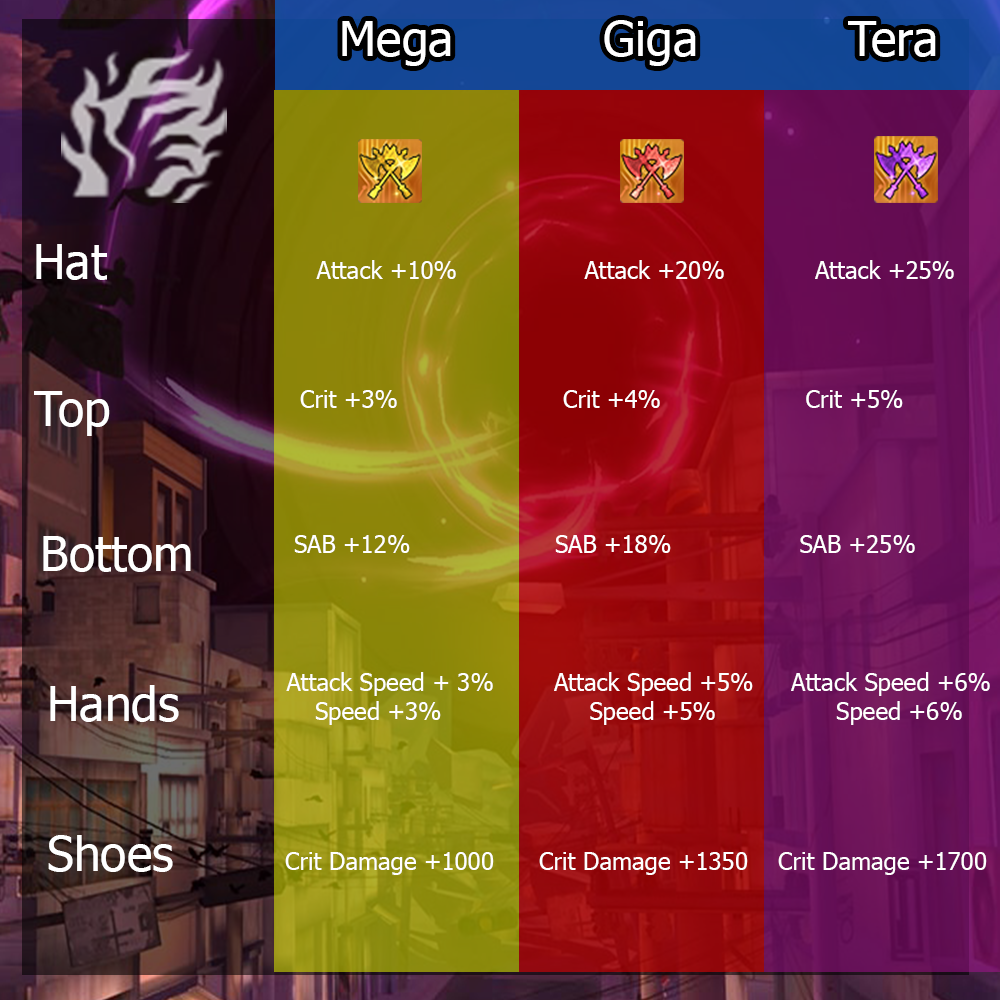 Mega Giga Tera
Hat Attack +10% Attack +20% Attack +25%
Top Crit +3% Crit +4% Crit +5%
Bottom SAB +12% SAB +18% SAB +25%
Hands Attack Speed + 3% Attack Speed +5% Attack Speed +6%
Speed +3% Speed +5% Speed +6%
Shoes Crit Damage +1000 Crit Damage +1350 Crit Damage +1700